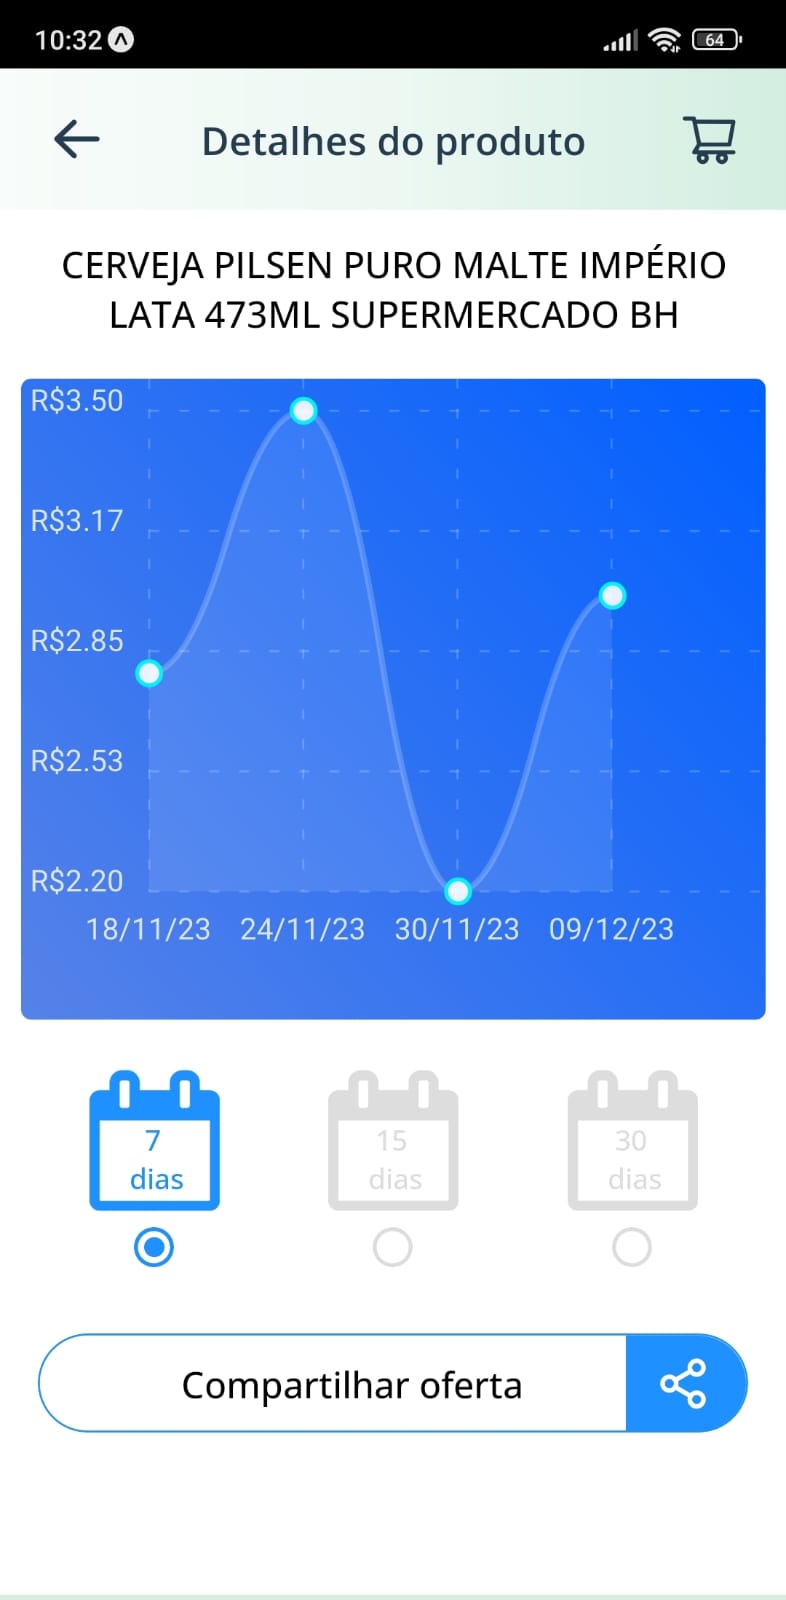 10:32
64
Detalhes do produto
CERVEJA PILSEN PURO MALTE IMPÉRIO
LATA 473ML SUPERMERCADO BH
R$3.50
R$3.17
R$2.85
R$2.53
R$2.20
18/11/23 24/11/23 30/11/23 09/12/23
7 15 30
dias dias dias
Compartilhar oferta